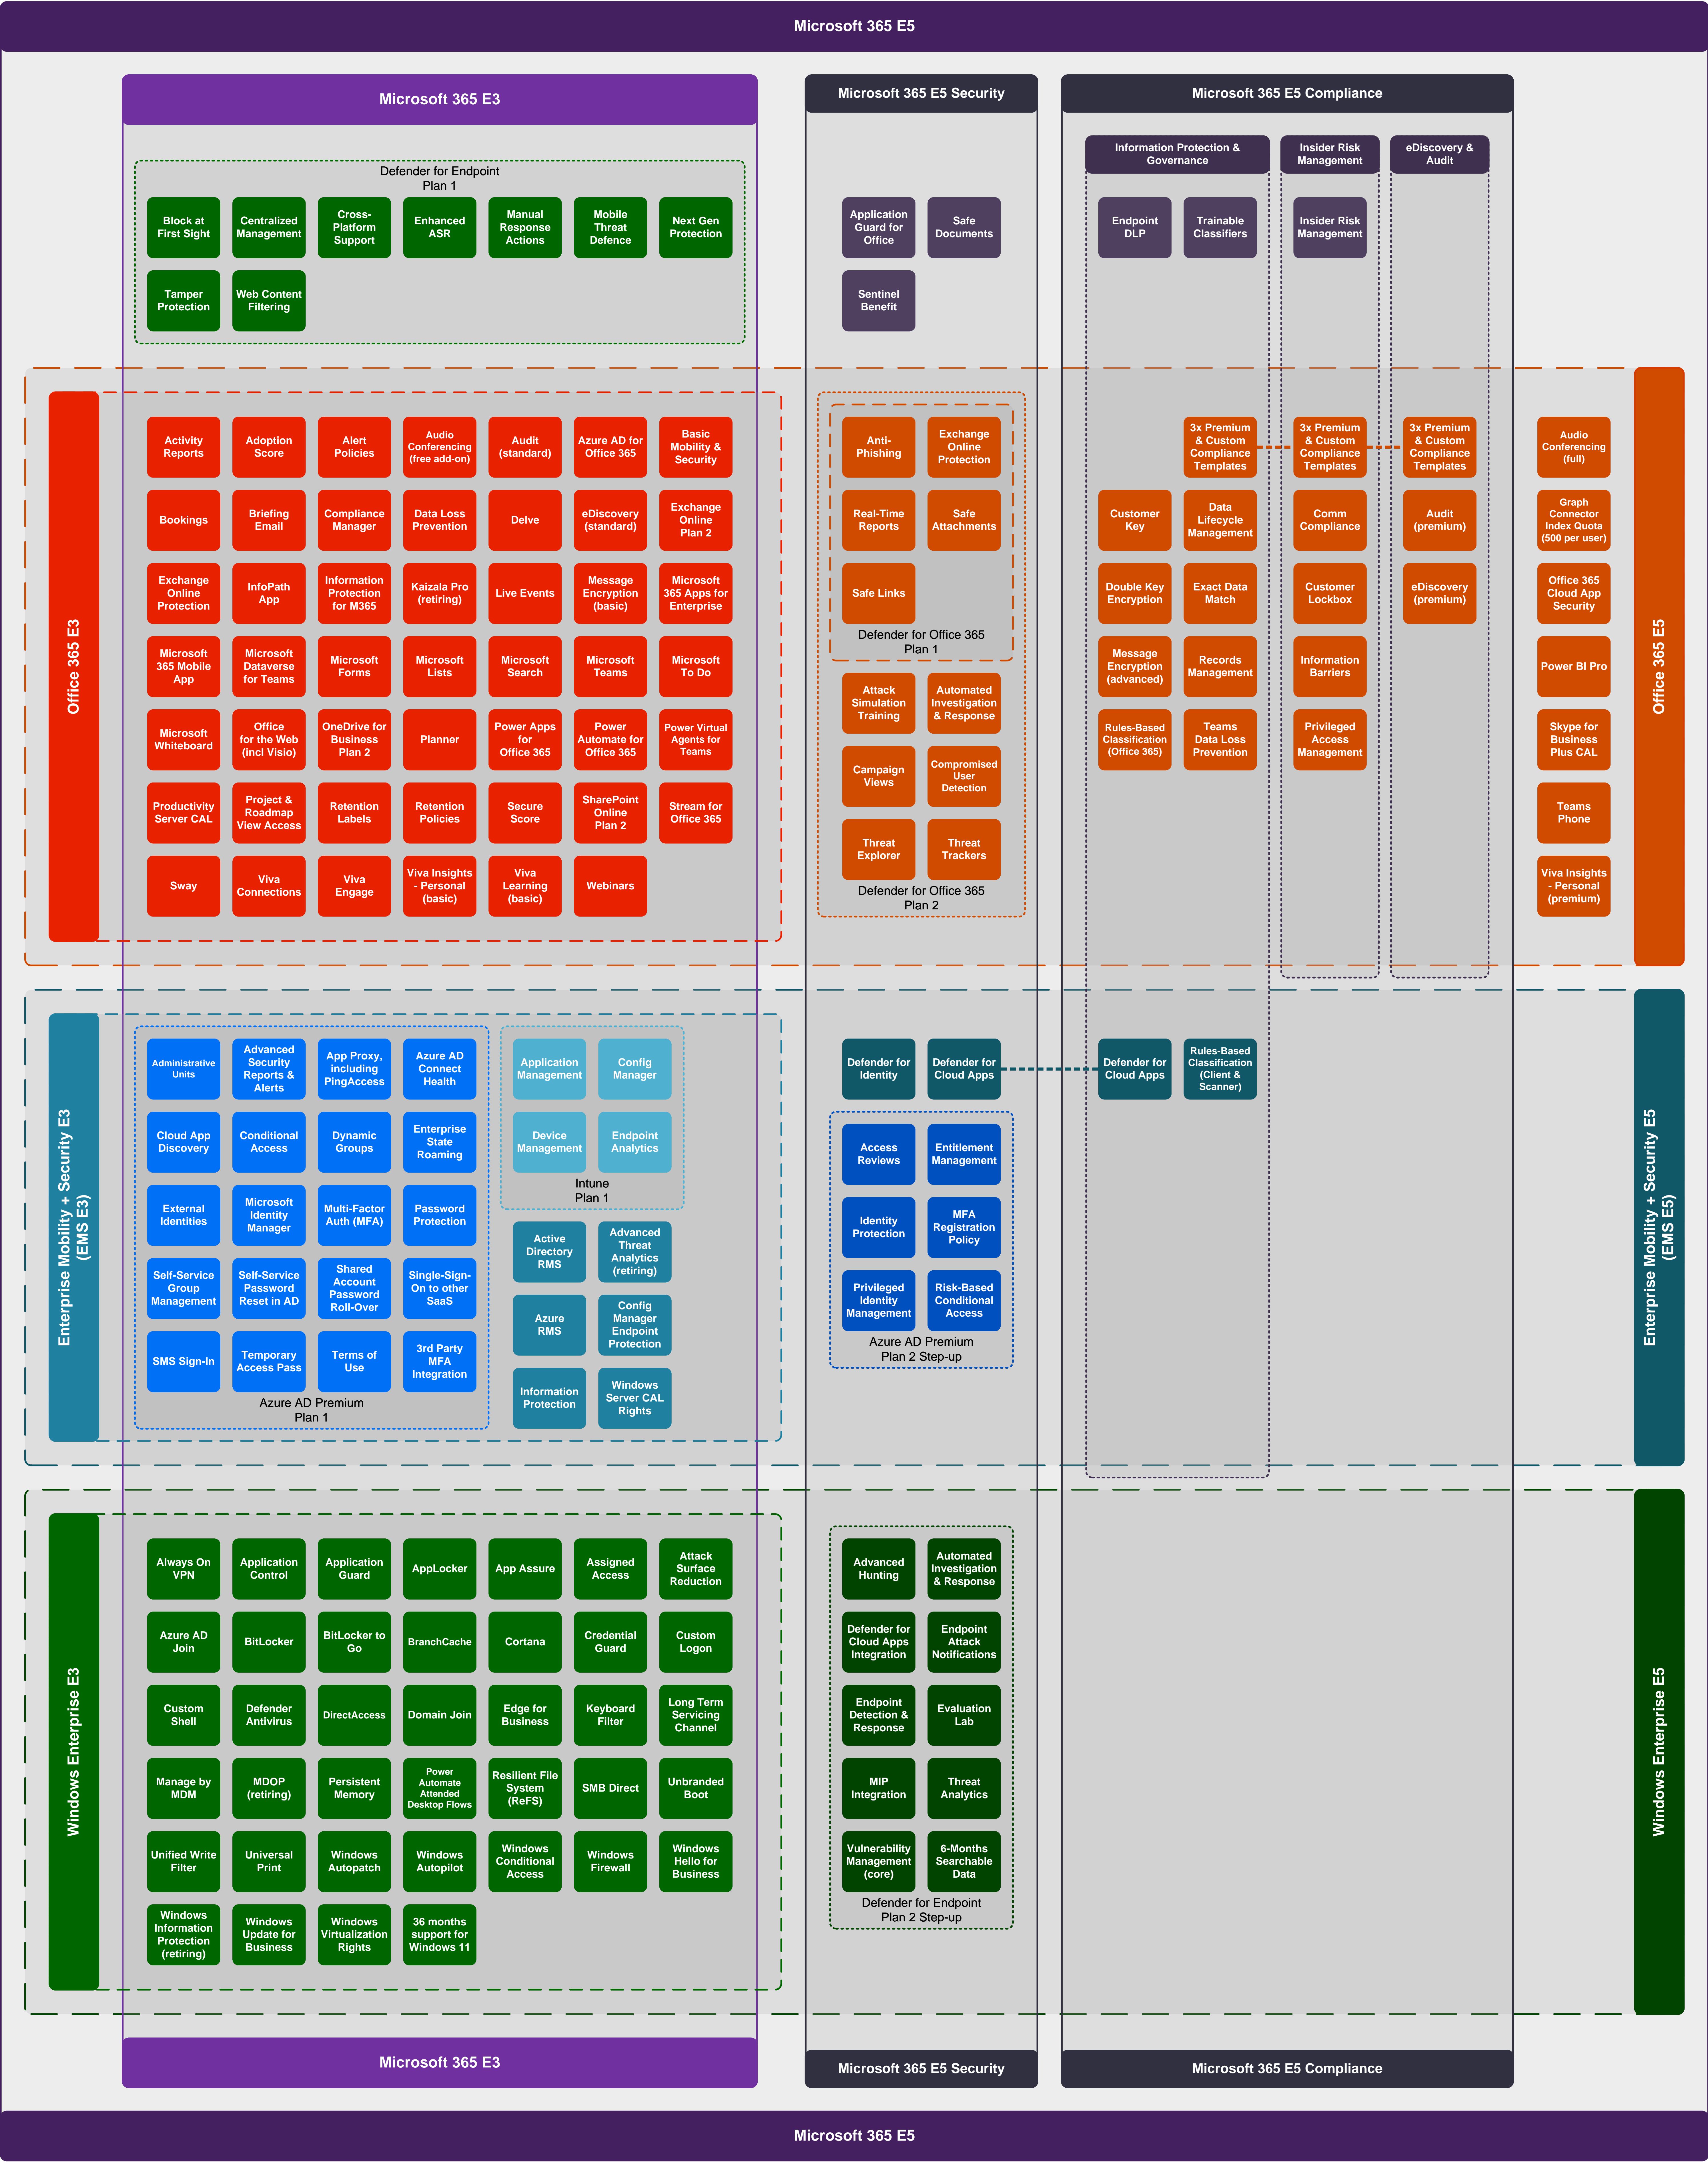 Microsoft 365 E5
Microsoft 365 E3
Microsoft 365 E5 Security
Microsoft 365 E5 Compliance
Information Protection &
Governance
Insider Risk
Management
eDiscovery &
Audit
Defender for Endpoint
Plan 1
Block at
First Sight
Centralized
Management
Cross-
Platform
Support
Enhanced
ASR
Manual
Response
Actions
Mobile
Threat
Defence
Next Gen
Protection
Tamper
Protection
Web Content
Filtering
Application
Guard for
Office
Safe
Documents
Sentinel
Benefit
Endpoint
DLP
Trainable
Classifiers
Insider Risk
Management
Office 365 E3
Activity
Reports
Adoption
Score
Alert
Policies
Audio
Conferencing
(free add-on)
Audit
(standard)
Azure AD for
Office 365
Basic
Mobility &
Security
Bookings
Briefing
Email
Compliance
Manager
Data Loss
Prevention
Delve
eDiscovery
(standard)
Exchange
Online
Plan 2
Exchange
Online
Protection
InfoPath
App
Information
Protection
for M365
Kaizala Pro
(retiring)
Live Events
Message
Encryption
(basic)
Microsoft
365 Apps for
Enterprise
Microsoft
365 Mobile
App
Microsoft
Dataverse
for Teams
Microsoft
Forms
Microsoft
Lists
Microsoft
Search
Microsoft
Teams
Microsoft
To Do
Microsoft
Whiteboard
Office
for the Web
(incl Visio)
OneDrive for
Business
Plan 2
Planner
Power Apps
for
Office 365
Power
Automate for
Office 365
Power Virtual
Agents for
Teams
Productivity
Server CAL
Project &
Roadmap
View Access
Retention
Labels
Retention
Policies
Secure
Score
SharePoint
Online
Plan 2
Stream for
Office 365
Sway
Viva
Connections
Viva
Engage
Viva Insights
- Personal
(basic)
Viva
Learning
(basic)
Webinars
Anti-
Phishing
Exchange
Online
Protection
Real-Time
Reports
Safe
Attachments
Safe Links
Defender for Office 365
Plan 1
Attack
Simulation
Training
Automated
Investigation
& Response
Campaign
Views
Compromised
User
Detection
Threat
Explorer
Threat
Trackers
Defender for Office 365
Plan 2
3x Premium
& Custom
Compliance
Templates
3x Premium
& Custom
Compliance
Templates
3x Premium
& Custom
Compliance
Templates
Customer
Key
Data
Lifecycle
Management
Comm
Compliance
Audit
(premium)
Double Key
Encryption
Exact Data
Match
Customer
Lockbox
eDiscovery
(premium)
Message
Encryption
(advanced)
Records
Management
Information
Barriers
Rules-Based
Classification
(Office 365)
Teams
Data Loss
Prevention
Privileged
Access
Management
Audio
Conferencing
(full)
Graph
Connector
Index Quota
(500 per user)
Office 365
Cloud App
Security
Power BI Pro
Skype for
Business
Plus CAL
Teams
Phone
Viva Insights
- Personal
(premium)
Office 365 E5
Enterprise Mobility + Security E3
(EMS E3)
Administrative
Units
Advanced
Security
Reports &
Alerts
App Proxy,
including
PingAccess
Azure AD
Connect
Health
Cloud App
Discovery
Conditional
Access
Dynamic
Groups
Enterprise
State
Roaming
External
Identities
Microsoft
Identity
Manager
Multi-Factor
Auth (MFA)
Password
Protection
Self-Service
Group
Management
Self-Service
Password
Reset in AD
Shared
Account
Password
Roll-Over
Single-Sign-
On to other
SaaS
SMS Sign-In
Temporary
Access Pass
Terms of
Use
3rd Party
MFA
Integration
Azure AD Premium
Plan 1
Application
Management
Config
Manager
Device
Management
Endpoint
Analytics
Intune
Plan 1
Active
Directory
RMS
Advanced
Threat
Analytics
(retiring)
Azure
RMS
Config
Manager
Endpoint
Protection
Information
Protection
Windows
Server CAL
Rights
Defender for
Identity
Defender for
Cloud Apps
Defender for
Cloud Apps
Rules-Based
Classification
(Client &
Scanner)
Access
Reviews
Entitlement
Management
Identity
Protection
MFA
Registration
Policy
Privileged
Identity
Management
Risk-Based
Conditional
Access
Azure AD Premium
Plan 2 Step-up
Enterprise Mobility + Security E5
(EMS E5)
Windows Enterprise E3
Always On
VPN
Application
Control
Application
Guard
AppLocker
App Assure
Assigned
Access
Attack
Surface
Reduction
Azure AD
Join
BitLocker
BitLocker to
Go
BranchCache
Cortana
Credential
Guard
Custom
Logon
Custom
Shell
Defender
Antivirus
DirectAccess
Domain Join
Edge for
Business
Keyboard
Filter
Long Term
Servicing
Channel
Manage by
MDM
MDOP
(retiring)
Persistent
Memory
Power
Automate
Attended
Desktop Flows
Resilient File
System
(ReFS)
SMB Direct
Unbranded
Boot
Unified Write
Filter
Universal
Print
Windows
Autopatch
Windows
Autopilot
Windows
Conditional
Access
Windows
Firewall
Windows
Hello for
Business
Windows
Information
Protection
(retiring)
Windows
Update for
Business
Windows
Virtualization
Rights
36 months
support for
Windows 11
Advanced
Hunting
Automated
Investigation
& Response
Defender for
Cloud Apps
Integration
Endpoint
Attack
Notifications
Endpoint
Detection &
Response
Evaluation
Lab
MIP
Integration
Threat
Analytics
Vulnerability
Management
(core)
6-Months
Searchable
Data
Defender for Endpoint
Plan 2 Step-up
Windows Enterprise E5
Microsoft 365 E3
Microsoft 365 E5 Security
Microsoft 365 E5 Compliance
Microsoft 365 E5